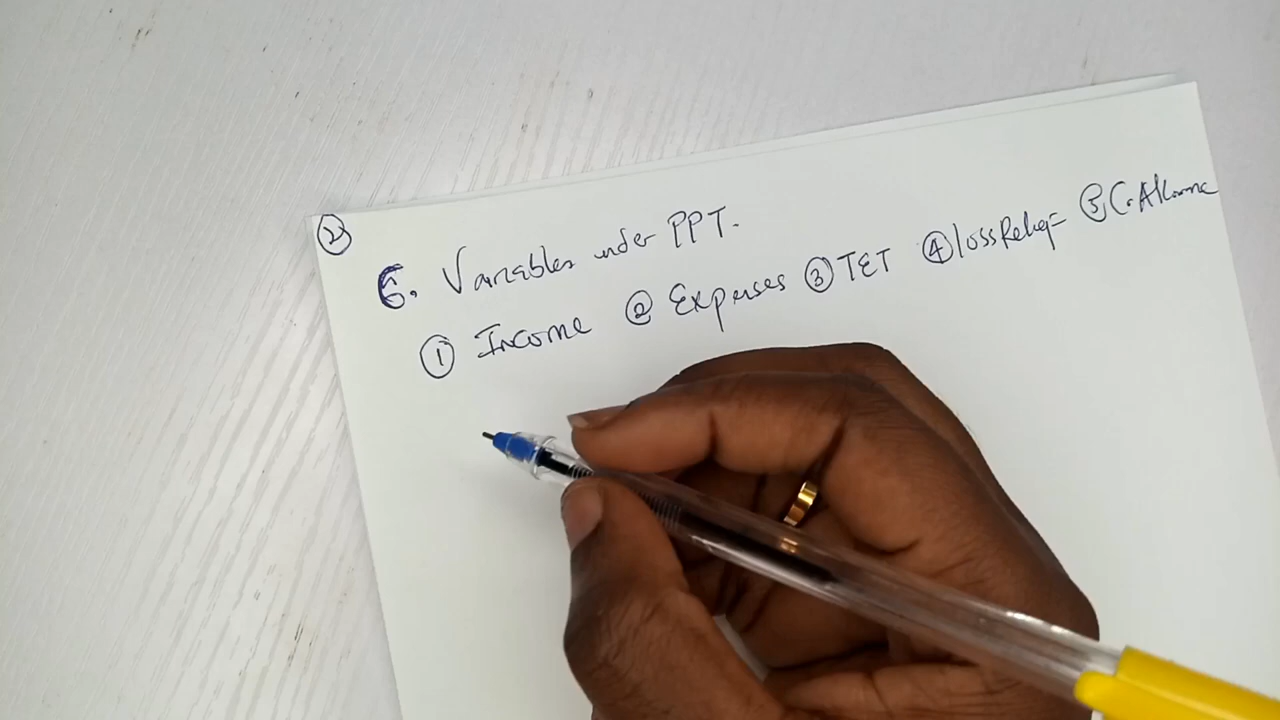 ②
6. Variables under PPT.
① Income ② Expenses ③ TET ④ loss Relief ⑤ C. Allowance